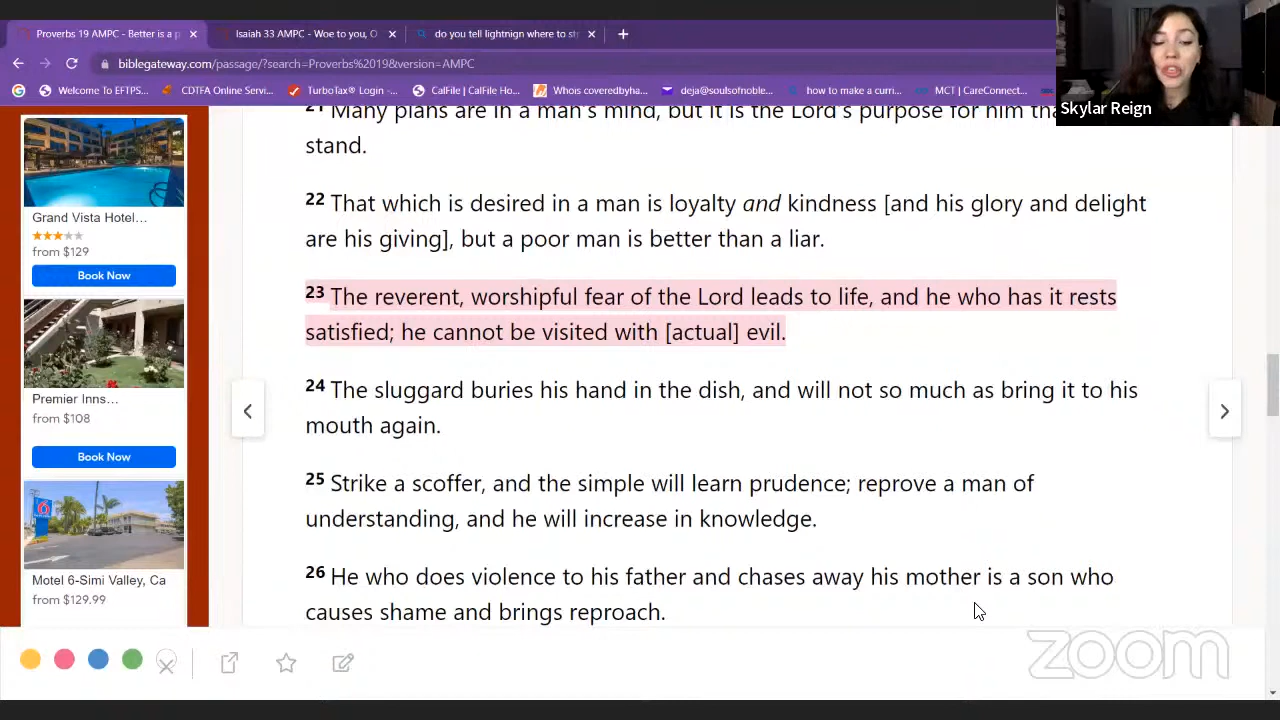 Proverbs 19 AMPC - Better is a p
Isaiah 33 AMPC - Woe to you, O
do you tell lightnign where to st
biblegateway.com/passage/?search=Proverbs%2019&version=AMPC
Welcome To EFTPS... CDTFA Online Servi... TurboTax® Login -... CalFile | CalFile Ho... Whois coveredbyha... deja@soulsofnoble... how to make a curri... MCT | CareConnect...
Skylar Reign
21 Many plans are in a man's mind, but it is the Lord's purpose for him
stand.
22 That which is desired in a man is loyalty and kindness [and his glory and delight
are his giving], but a poor man is better than a liar.
23 The reverent, worshipful fear of the Lord leads to life, and he who has it rests
satisfied; he cannot be visited with [actual] evil.
24 The sluggard buries his hand in the dish, and will not so much as bring it to his
mouth again.
25 Strike a scoffer, and the simple will learn prudence; reprove a man of
understanding, and he will increase in knowledge.
26 He who does violence to his father and chases away his mother is a son who
causes shame and brings reproach.
Grand Vista Hotel...
from $129
Book Now
Premier Inns...
from $108
Book Now
Motel 6-Simi Valley, Ca
from $129.99
zoom